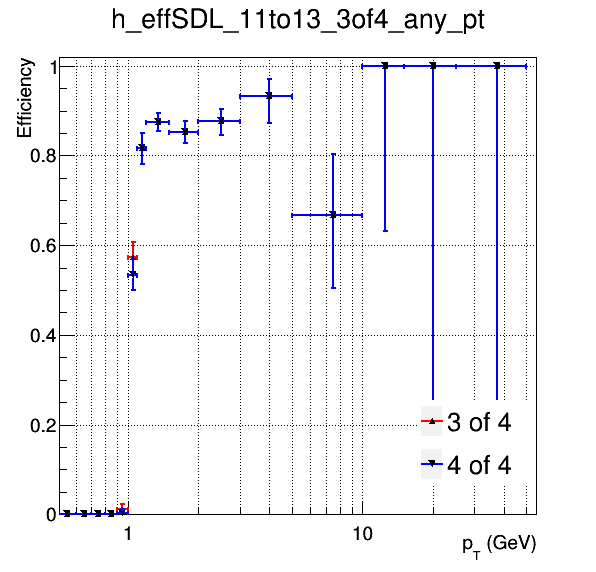 h_effSDL_11to13_3of4_any_pt
Efficiency
1
0.8
0.6
0.4
0.2
0
3 of 4
4 of 4
1
10
p_T (GeV)